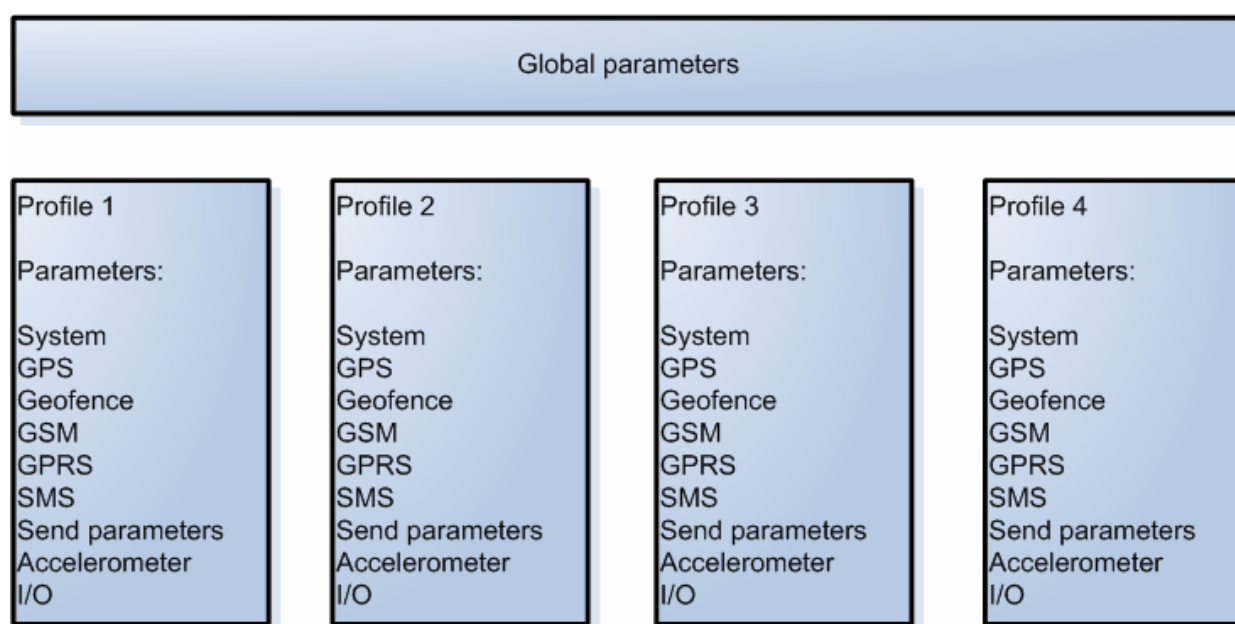 Global parameters
Profile 1
Parameters:
System
GPS
Geofence
GSM
GPRS
SMS
Send parameters
Accelerometer
I/O
Profile 2
Parameters:
System
GPS
Geofence
GSM
GPRS
SMS
Send parameters
Accelerometer
I/O
Profile 3
Parameters:
System
GPS
Geofence
GSM
GPRS
SMS
Send parameters
Accelerometer
I/O
Profile 4
Parameters:
System
GPS
Geofence
GSM
GPRS
SMS
Send parameters
Accelerometer
I/O